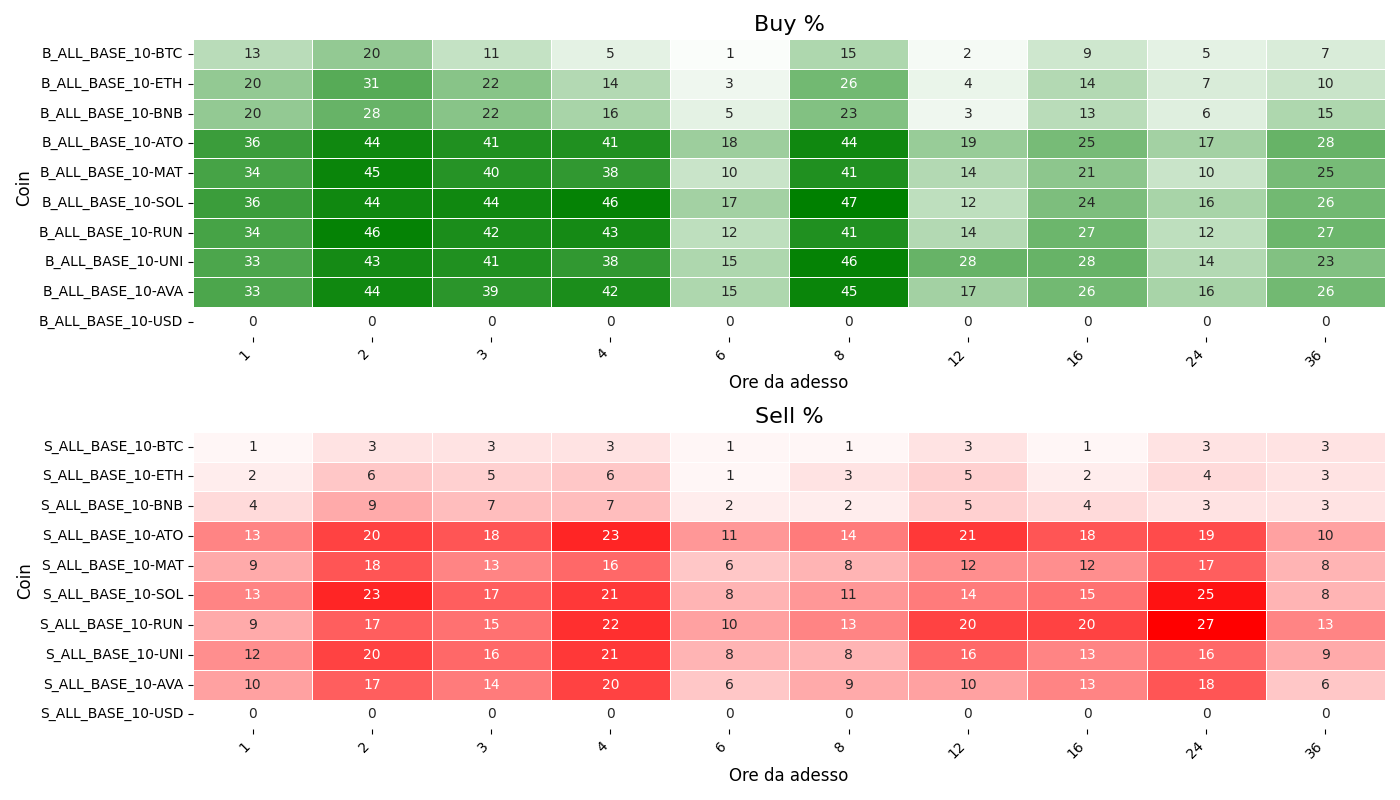 Buy %
Coin
B_ALL_BASE_10-BTC 13 20 11 5 1 15 2 9 5 7
B_ALL_BASE_10-ETH 20 31 22 14 3 26 4 14 7 10
B_ALL_BASE_10-BNB 20 28 22 16 5 23 3 13 6 15
B_ALL_BASE_10-ATO 36 44 41 41 18 44 19 25 17 28
B_ALL_BASE_10-MAT 34 45 40 38 10 41 14 21 10 25
B_ALL_BASE_10-SOL 36 44 44 46 17 47 12 24 16 26
B_ALL_BASE_10-RUN 34 46 42 43 12 41 14 27 12 27
B_ALL_BASE_10-UNI 33 43 41 38 15 46 28 28 14 23
B_ALL_BASE_10-AVA 33 44 39 42 15 45 17 26 16 26
B_ALL_BASE_10-USD 0 0 0 0 0 0 0 0 0 0
1 2 3 4 6 8 12 16 24 36
Ore da adesso
Sell %
Coin
S_ALL_BASE_10-BTC 1 3 3 3 1 1 3 1 3 3
S_ALL_BASE_10-ETH 2 6 5 6 1 3 5 2 4 3
S_ALL_BASE_10-BNB 4 9 7 7 2 2 5 4 3 3
S_ALL_BASE_10-ATO 13 20 18 23 11 14 21 18 19 10
S_ALL_BASE_10-MAT 9 18 13 16 6 8 12 12 17 8
S_ALL_BASE_10-SOL 13 23 17 21 8 11 14 15 25 8
S_ALL_BASE_10-RUN 9 17 15 22 10 13 20 20 27 13
S_ALL_BASE_10-UNI 12 20 16 21 8 8 16 13 16 9
S_ALL_BASE_10-AVA 10 17 14 20 6 9 10 13 18 6
S_ALL_BASE_10-USD 0 0 0 0 0 0 0 0 0 0
1 2 3 4 6 8 12 16 24 36
Ore da adesso